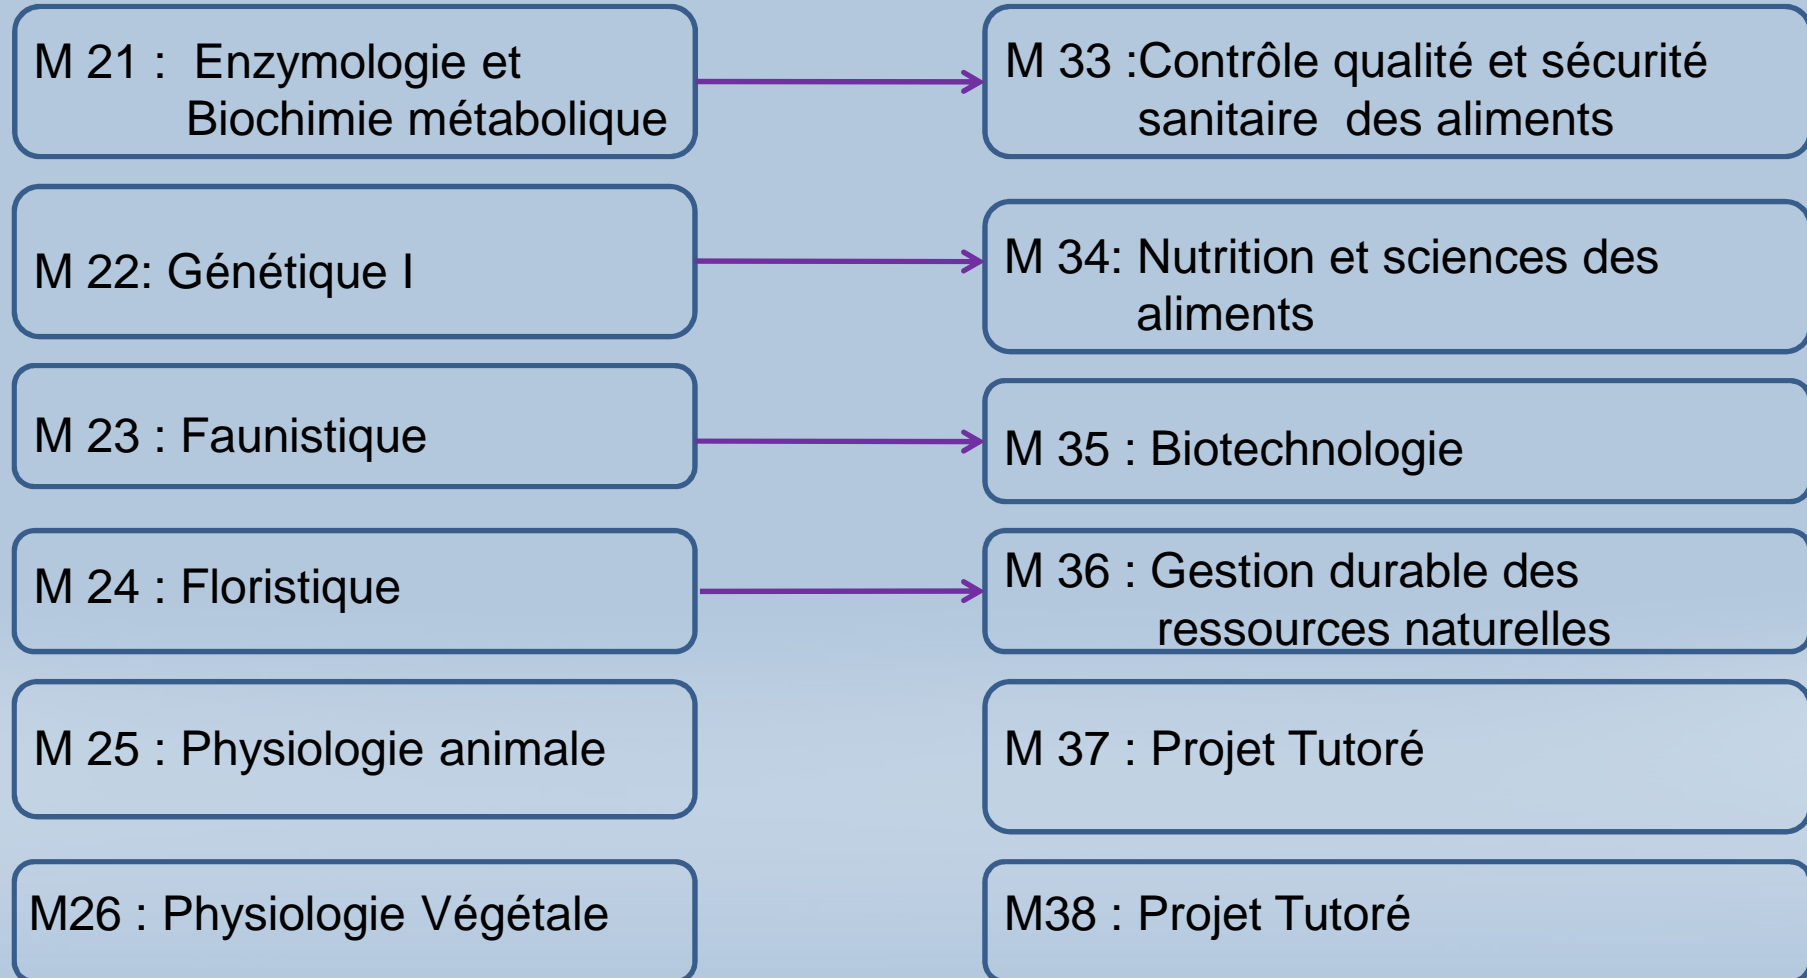 M 21 : Enzymologie et
Biochimie métabolique
M 33 :Contrôle qualité et sécurité
sanitaire des aliments
M 22: Génétique I
M 34: Nutrition et sciences des
aliments
M 23 : Faunistique
M 35 : Biotechnologie
M 24 : Floristique
M 36 : Gestion durable des
ressources naturelles
M 25 : Physiologie animale
M 37 : Projet Tutoré
M26 : Physiologie Végétale
M38 : Projet Tutoré